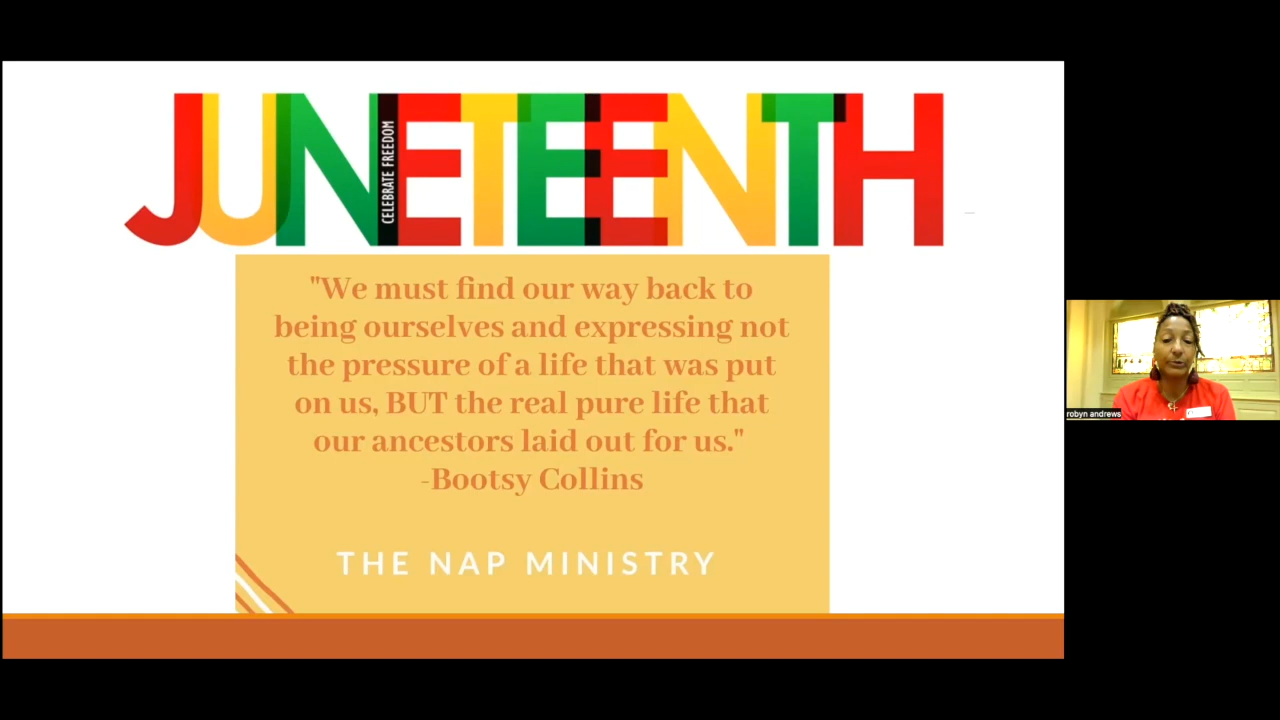 JUNETEENTH
CELEBRATE FREEDOM
"We must find our way back to
being ourselves and expressing not
the pressure of a life that was put
on us, BUT the real pure life that
our ancestors laid out for us."
-Bootsy Collins
THE NAP MINISTRY
robyn andrews